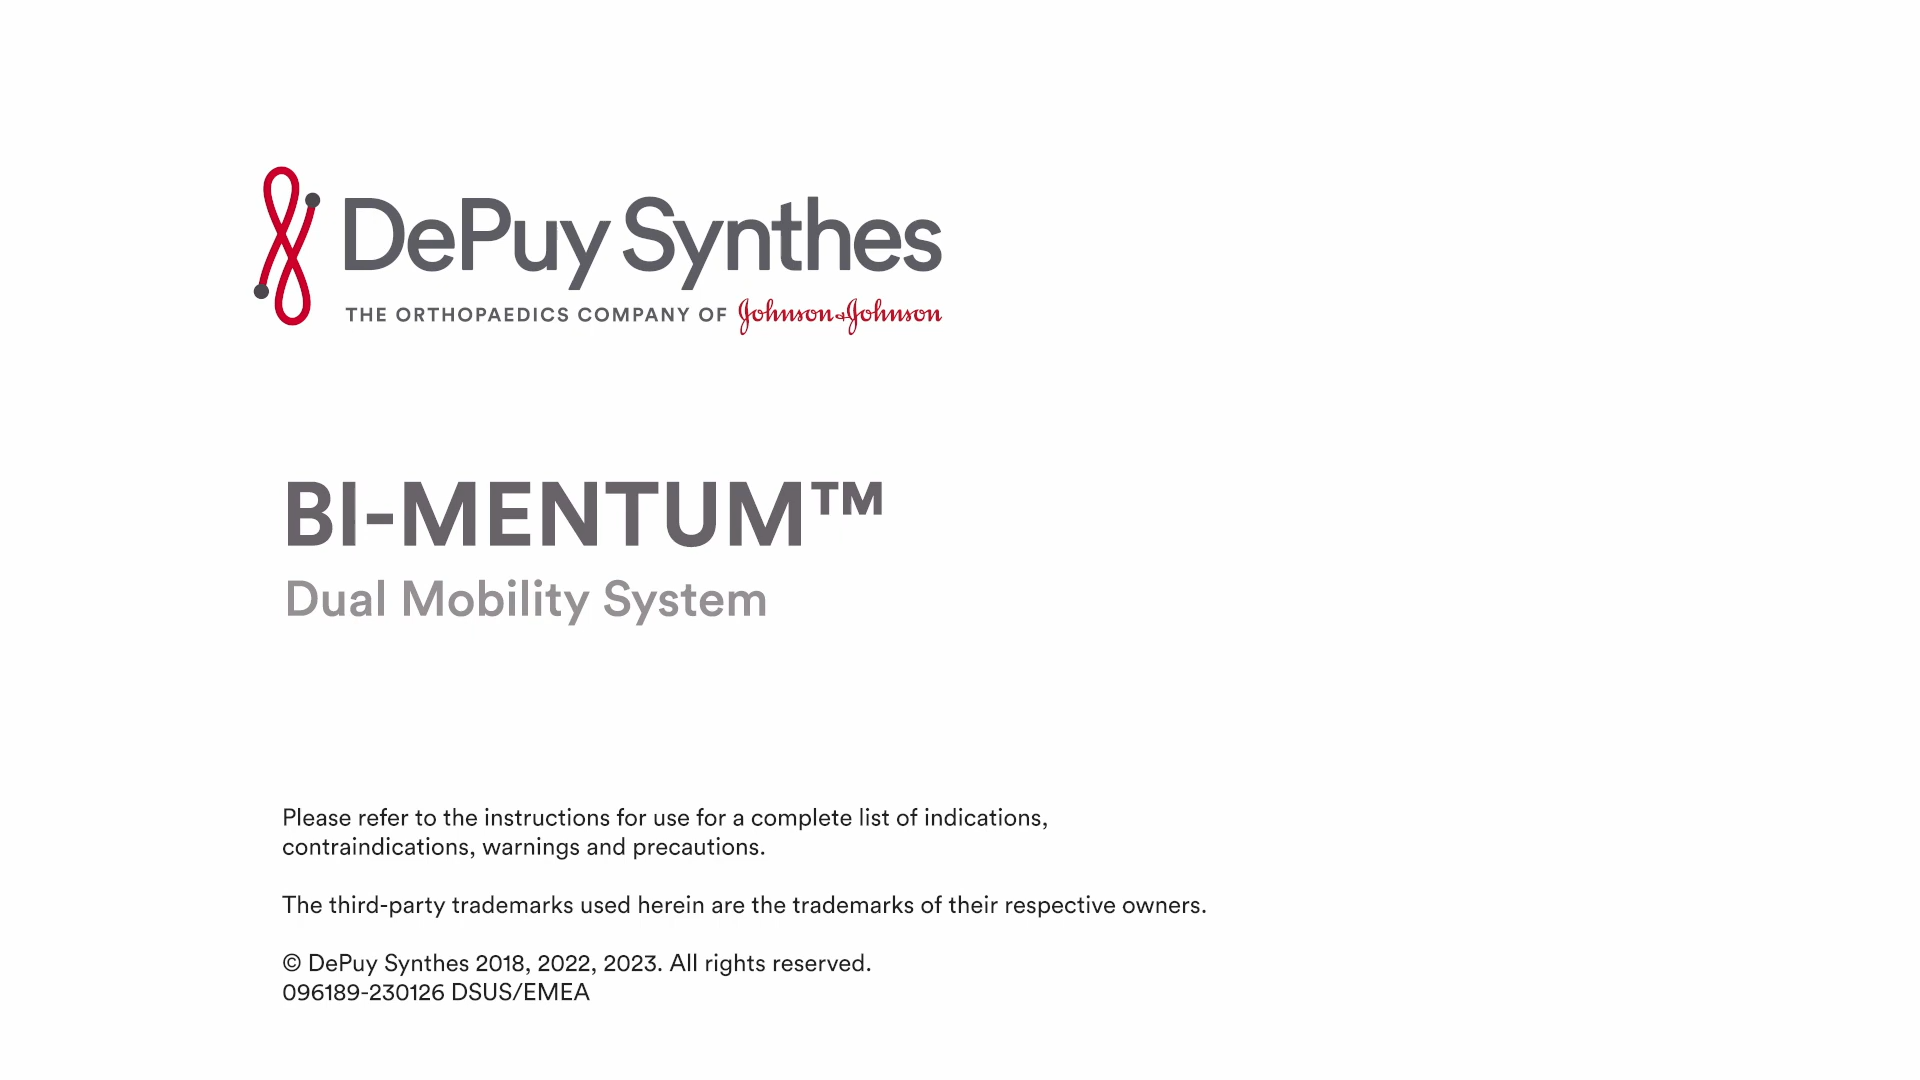 DePuy Synthes
THE ORTHOPAEDICS COMPANY OF Johnson&Johnson
BI-MENTUM™
Dual Mobility System
Please refer to the instructions for use for a complete list of indications,
contraindications, warnings and precautions.
The third-party trademarks used herein are the trademarks of their respective owners.
© DePuy Synthes 2018, 2022, 2023. All rights reserved.
096189-230126 DSUS/EMEA